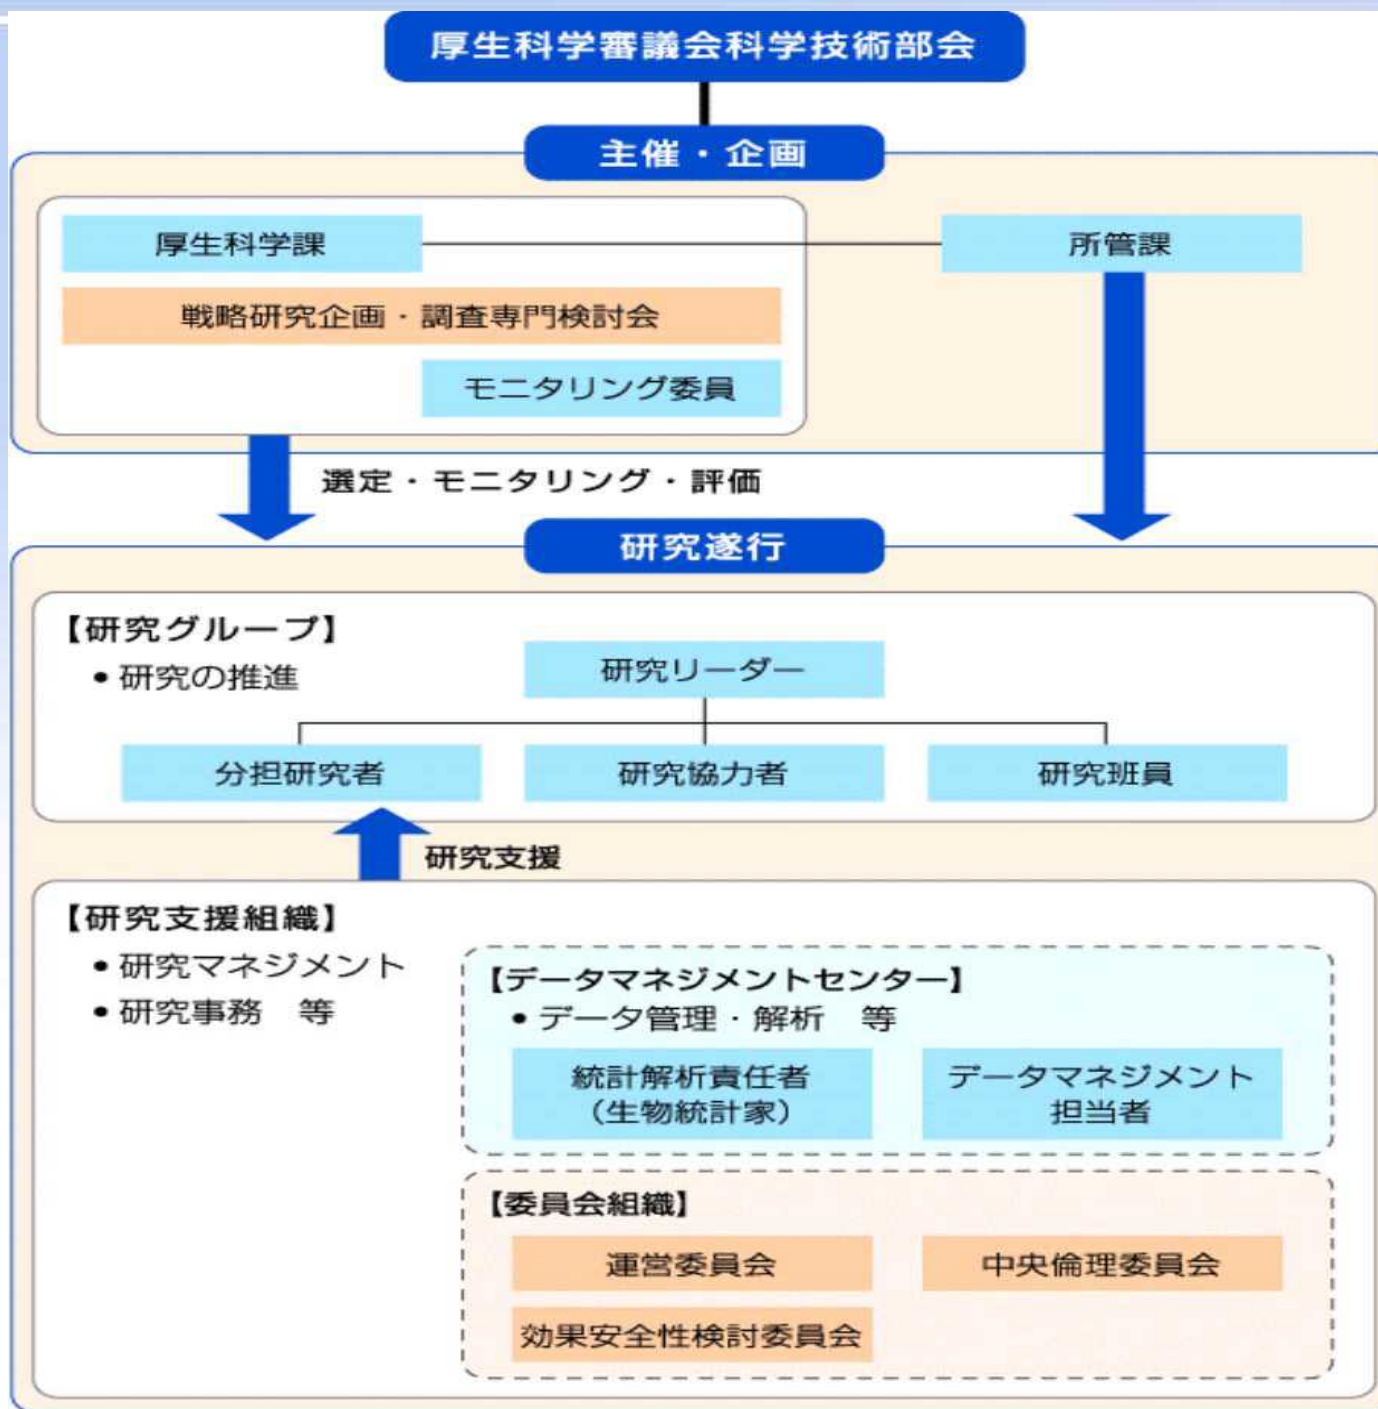 厚生科学審議会科学技術部会
主催・企画
厚生科学課
所管課
戦略研究企画・調査専門検討会
モニタリング委員
選定・モニタリング・評価
研究遂行
【研究グループ】
• 研究の推進
研究リーダー
分担研究者
研究協力者
研究班員
研究支援
【研究支援組織】
• 研究マネジメント
• 研究事務　等
【データマネジメントセンター】
• データ管理・解析　等
統計解析責任者
（生物統計家）
データマネジメント
担当者
【委員会組織】
運営委員会
中央倫理委員会
効果安全性検討委員会